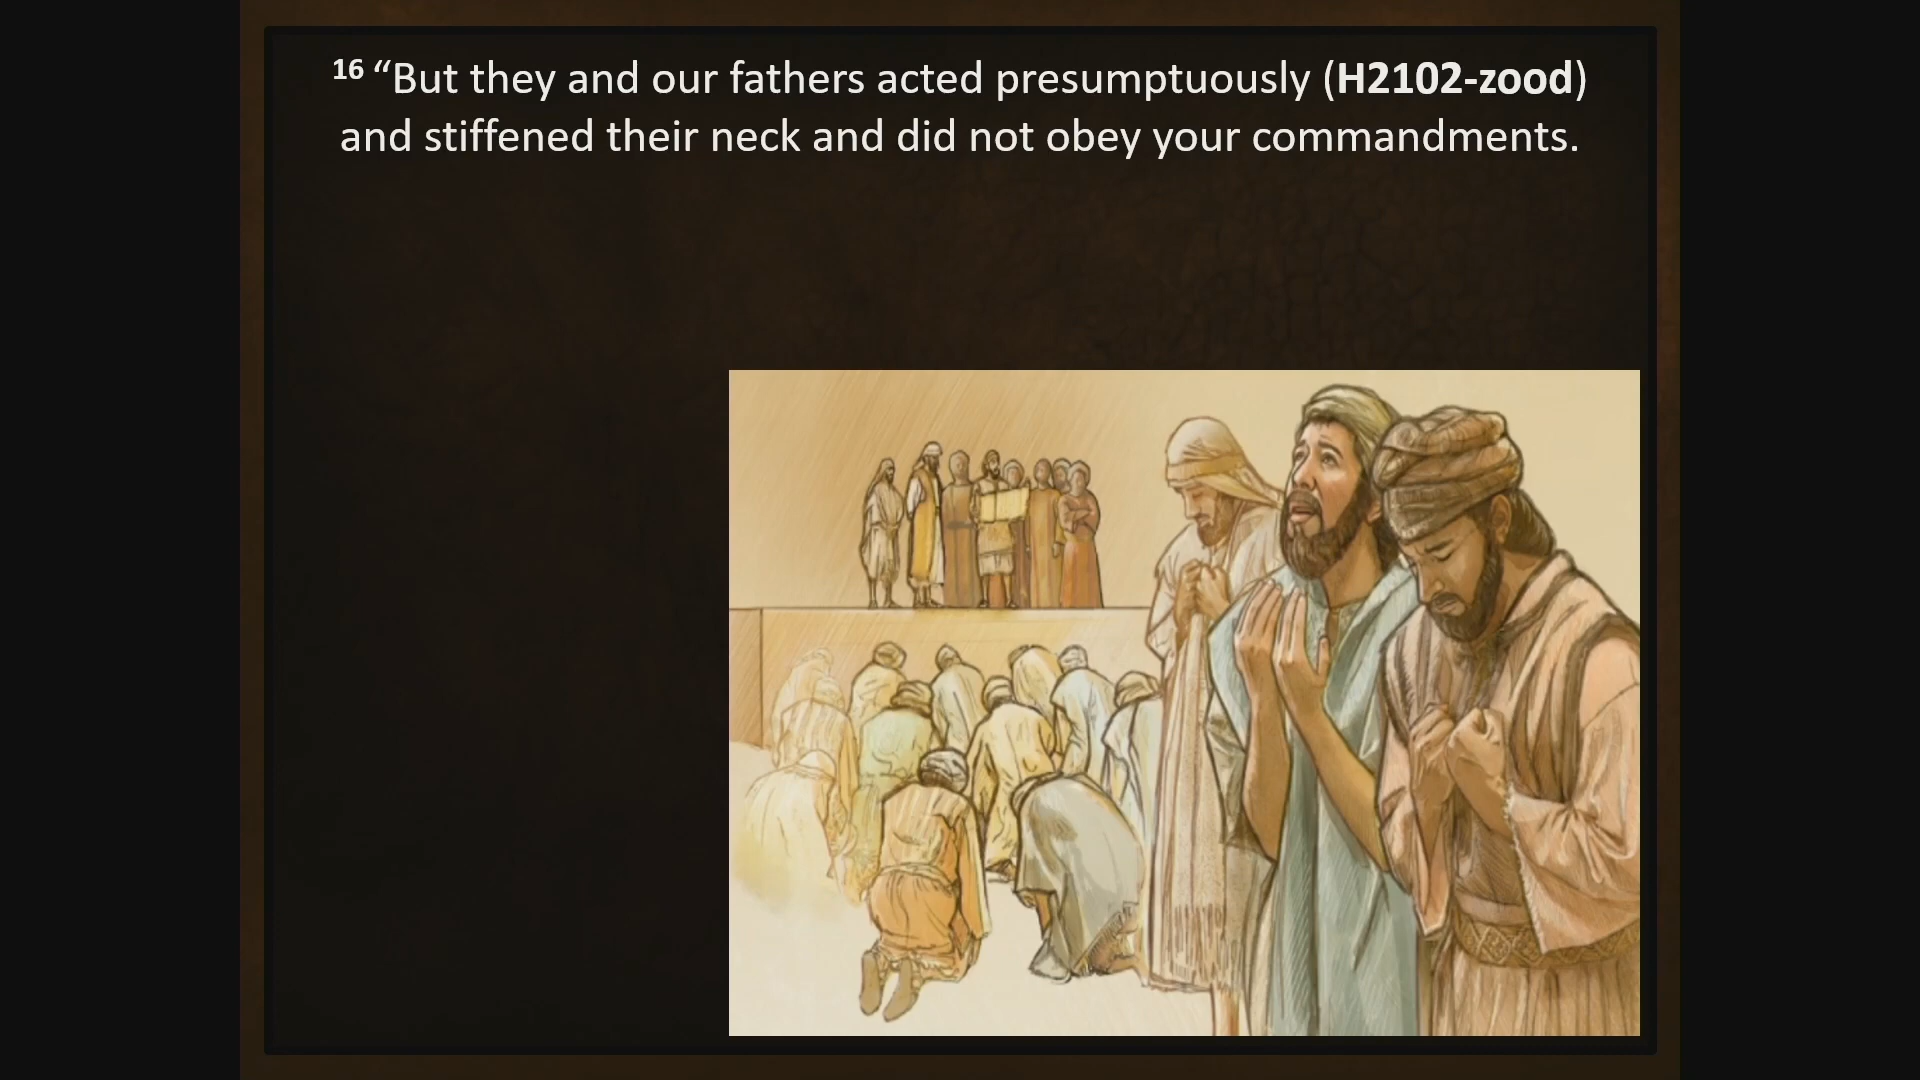 16 “But they and our fathers acted presumptuously (H2102-zood)
and stiffened their neck and did not obey your commandments.